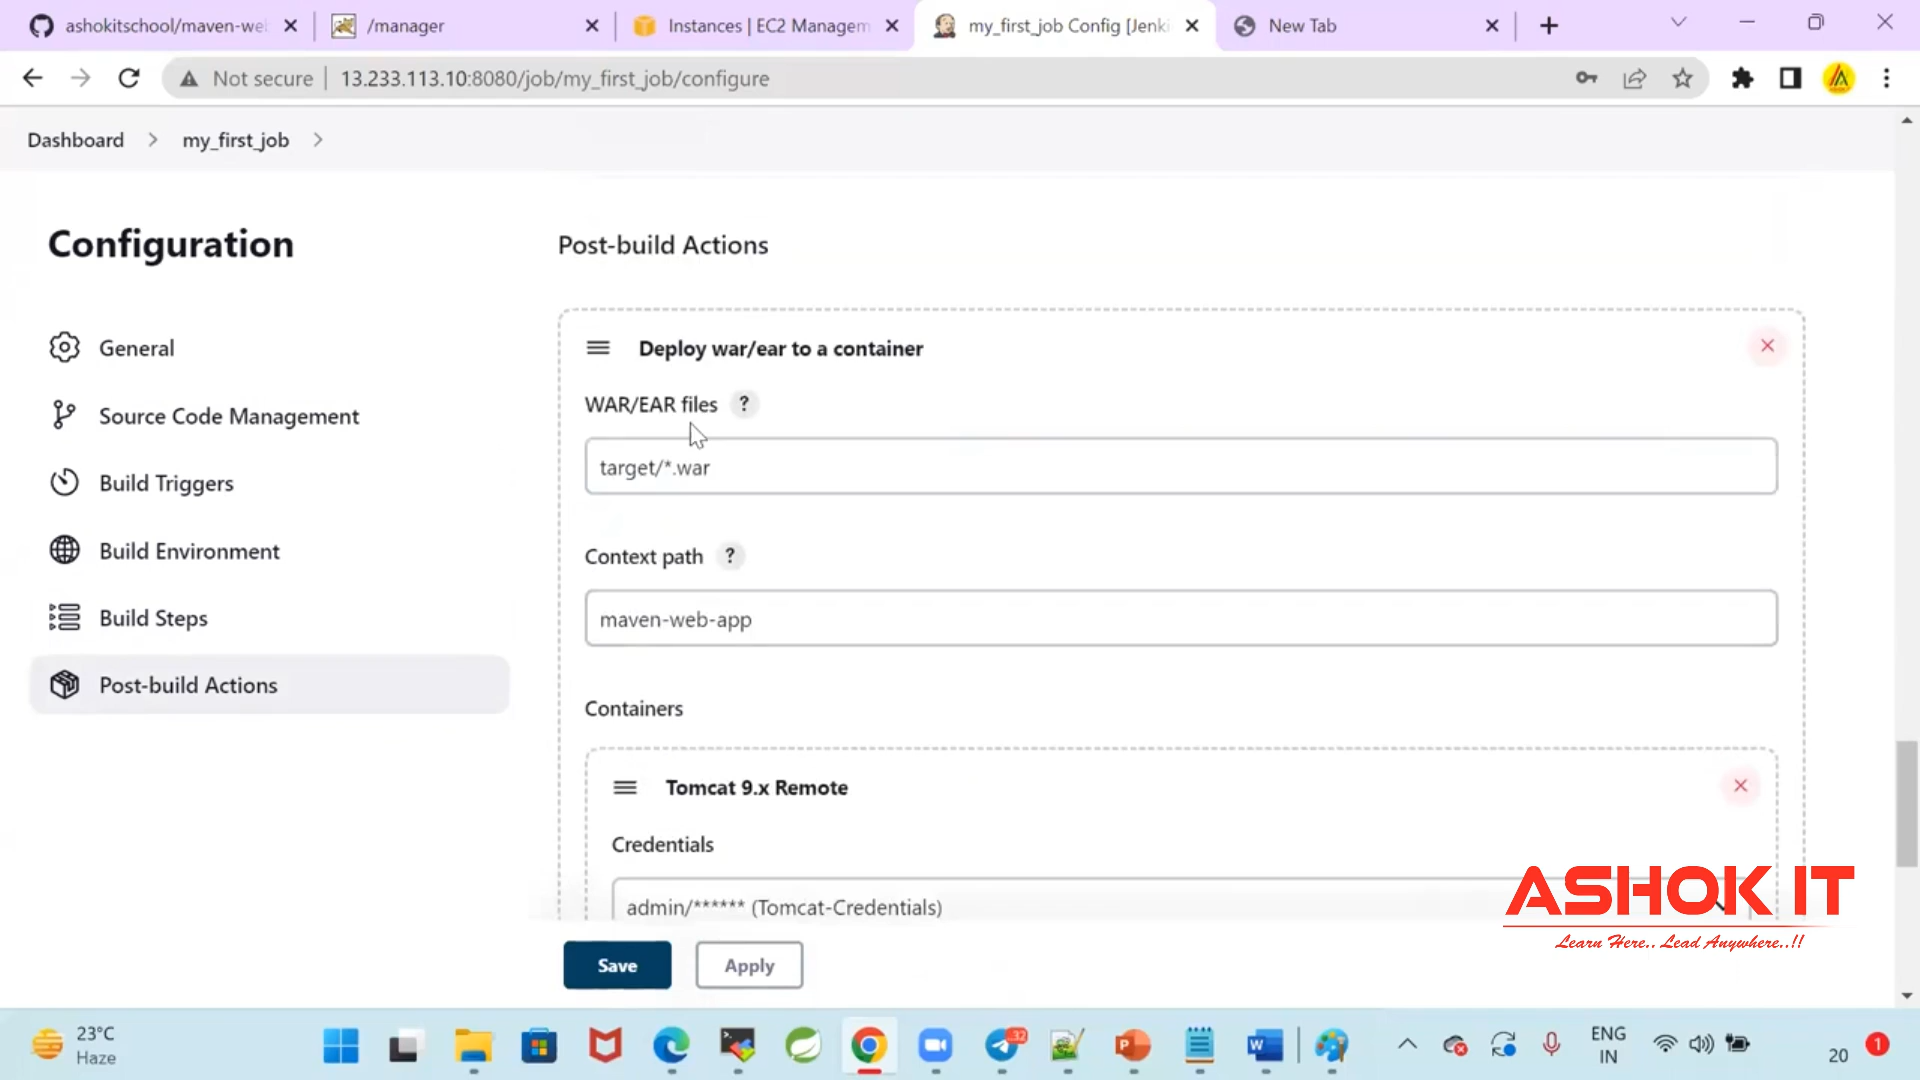 ashokitschool/maven-we
/manager
Instances | EC2 Managem
my_first_job Config [Jenki
New Tab
Not secure
13.233.113.10:8080/job/my_first_job/configure
Dashboard
my_first_job
Configuration
General
Source Code Management
Build Triggers
Build Environment
Build Steps
Post-build Actions
Post-build Actions
Deploy war/ear to a container
WAR/EAR files ?
target/*.war
Context path ?
maven-web-app
Containers
Tomcat 9.x Remote
Credentials
admin/****** (Tomcat-Credentials)
Save
Apply
ASHOK IT
Learn Here.. Lead Anywhere..!!
23°C
Haze
32
ENG
IN
20
1